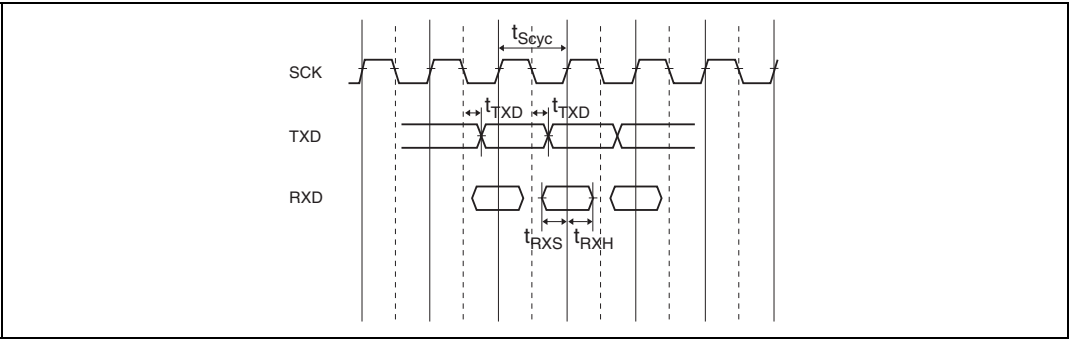 tScyc
SCK
tTXD tTXD
TXD
RXD
tRXS tRXH